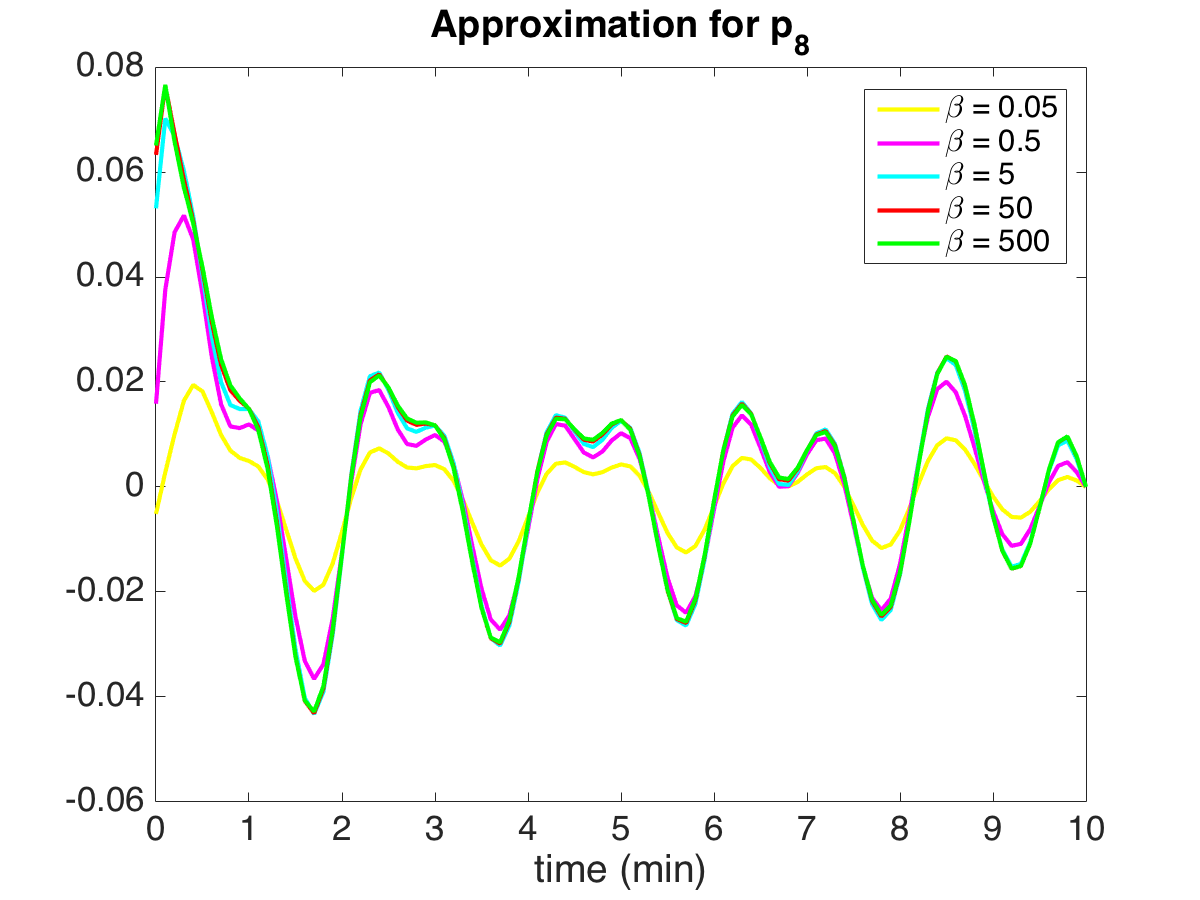 Approximation for p₈
0.08
0.06
0.04
0.02
0
-0.02
-0.04
-0.06
β = 0.05
β = 0.5
β = 5
β = 50
β = 500
0 1 2 3 4 5 6 7 8 9 10
time (min)